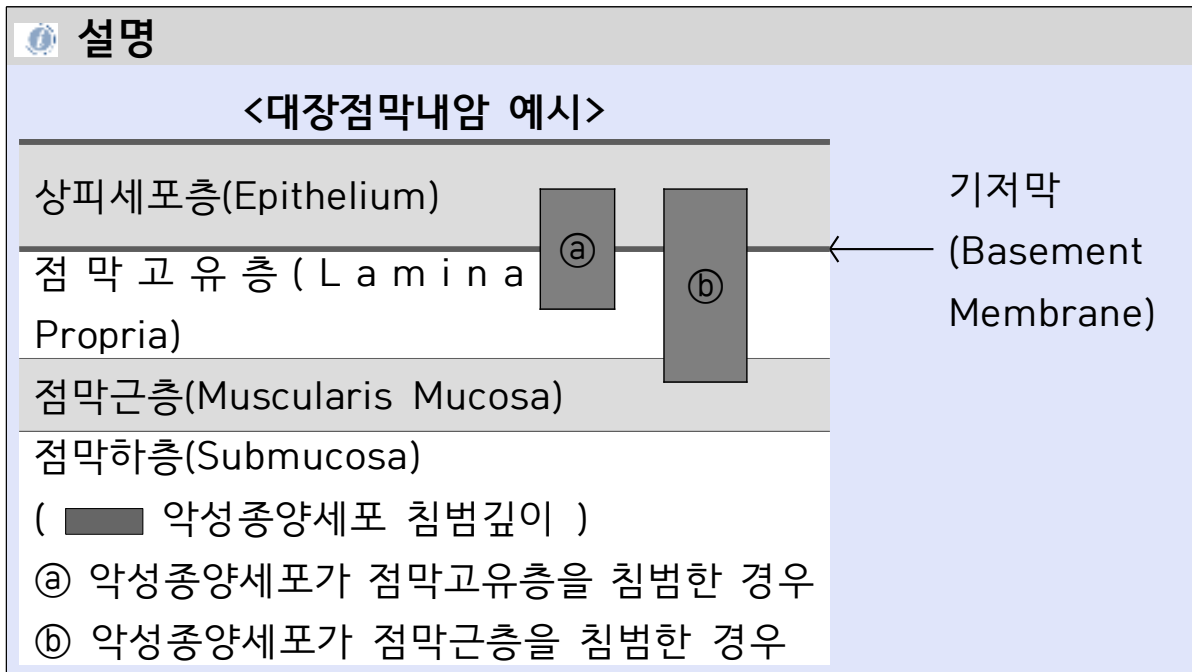 설명
<대장점막내암 예시>
상피세포층(Epithelium)
기저막
(Basement
Membrane)
점 막 고 유 층 ( L a m i n a
Propria)
ⓐ
ⓑ
점막근층(Muscularis Mucosa)
점막하층(Submucosa)
( 악성종양세포 침범깊이 )
ⓐ 악성종양세포가 점막고유층을 침범한 경우
ⓑ 악성종양세포가 점막근층을 침범한 경우